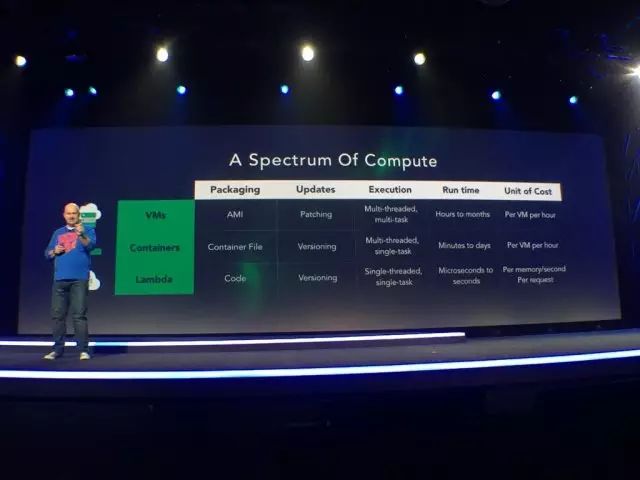 A Spectrum Of Compute
Packaging Updates Execution Run time Unit of Cost
VMs AMI Patching Multi-threaded, multi-task Hours to months Per VM per hour
Containers Container File Versioning Multi-threaded, single-task Minutes to days Per VM per hour
Lambda Code Versioning Single-threaded, single-task Microseconds to seconds Per memory/second Per request